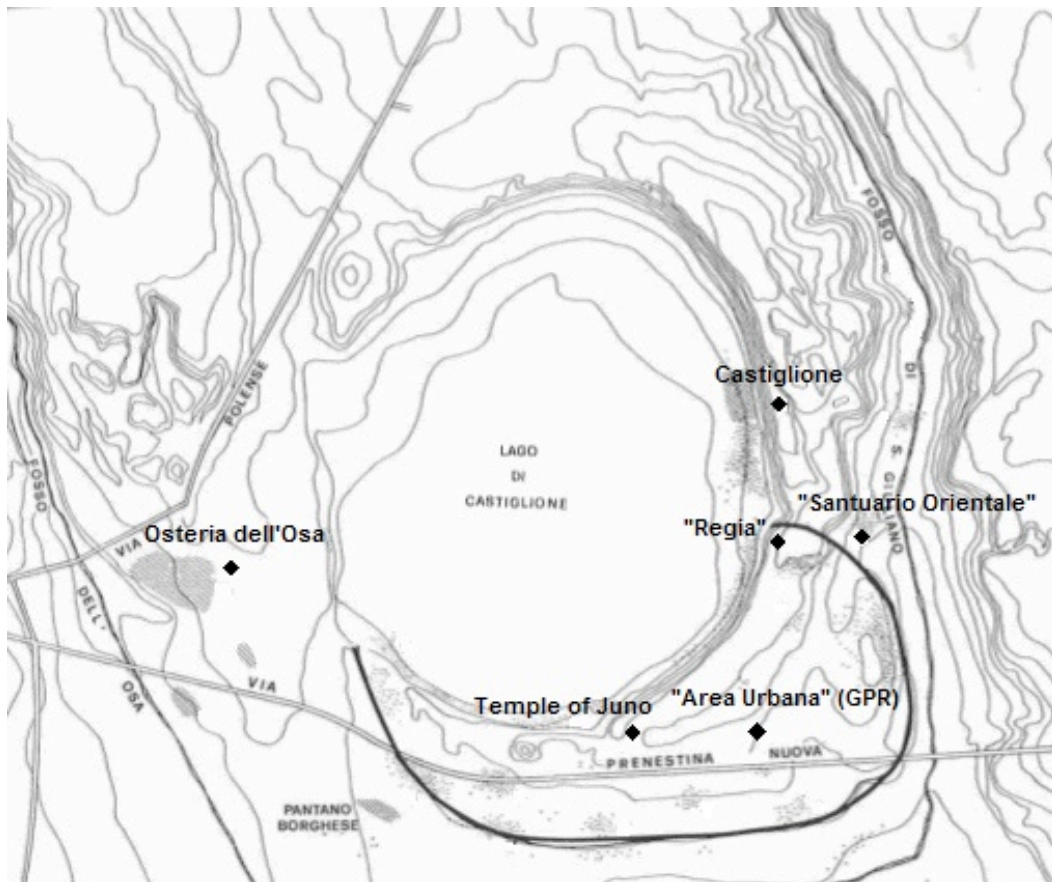 FOSSO
DI
S. GIULIANO
POLENSE
Castiglione
LAGO
DI
CASTIGLIONE
"Santuario Orientale"
"Regia"
Osteria dell'Osa
VIA
FOSSO
DELL'
OSA
VIA
Temple of Juno
"Area Urbana" (GPR)
PRENESTINA
NUOVA
PANTANO
BORGHESE